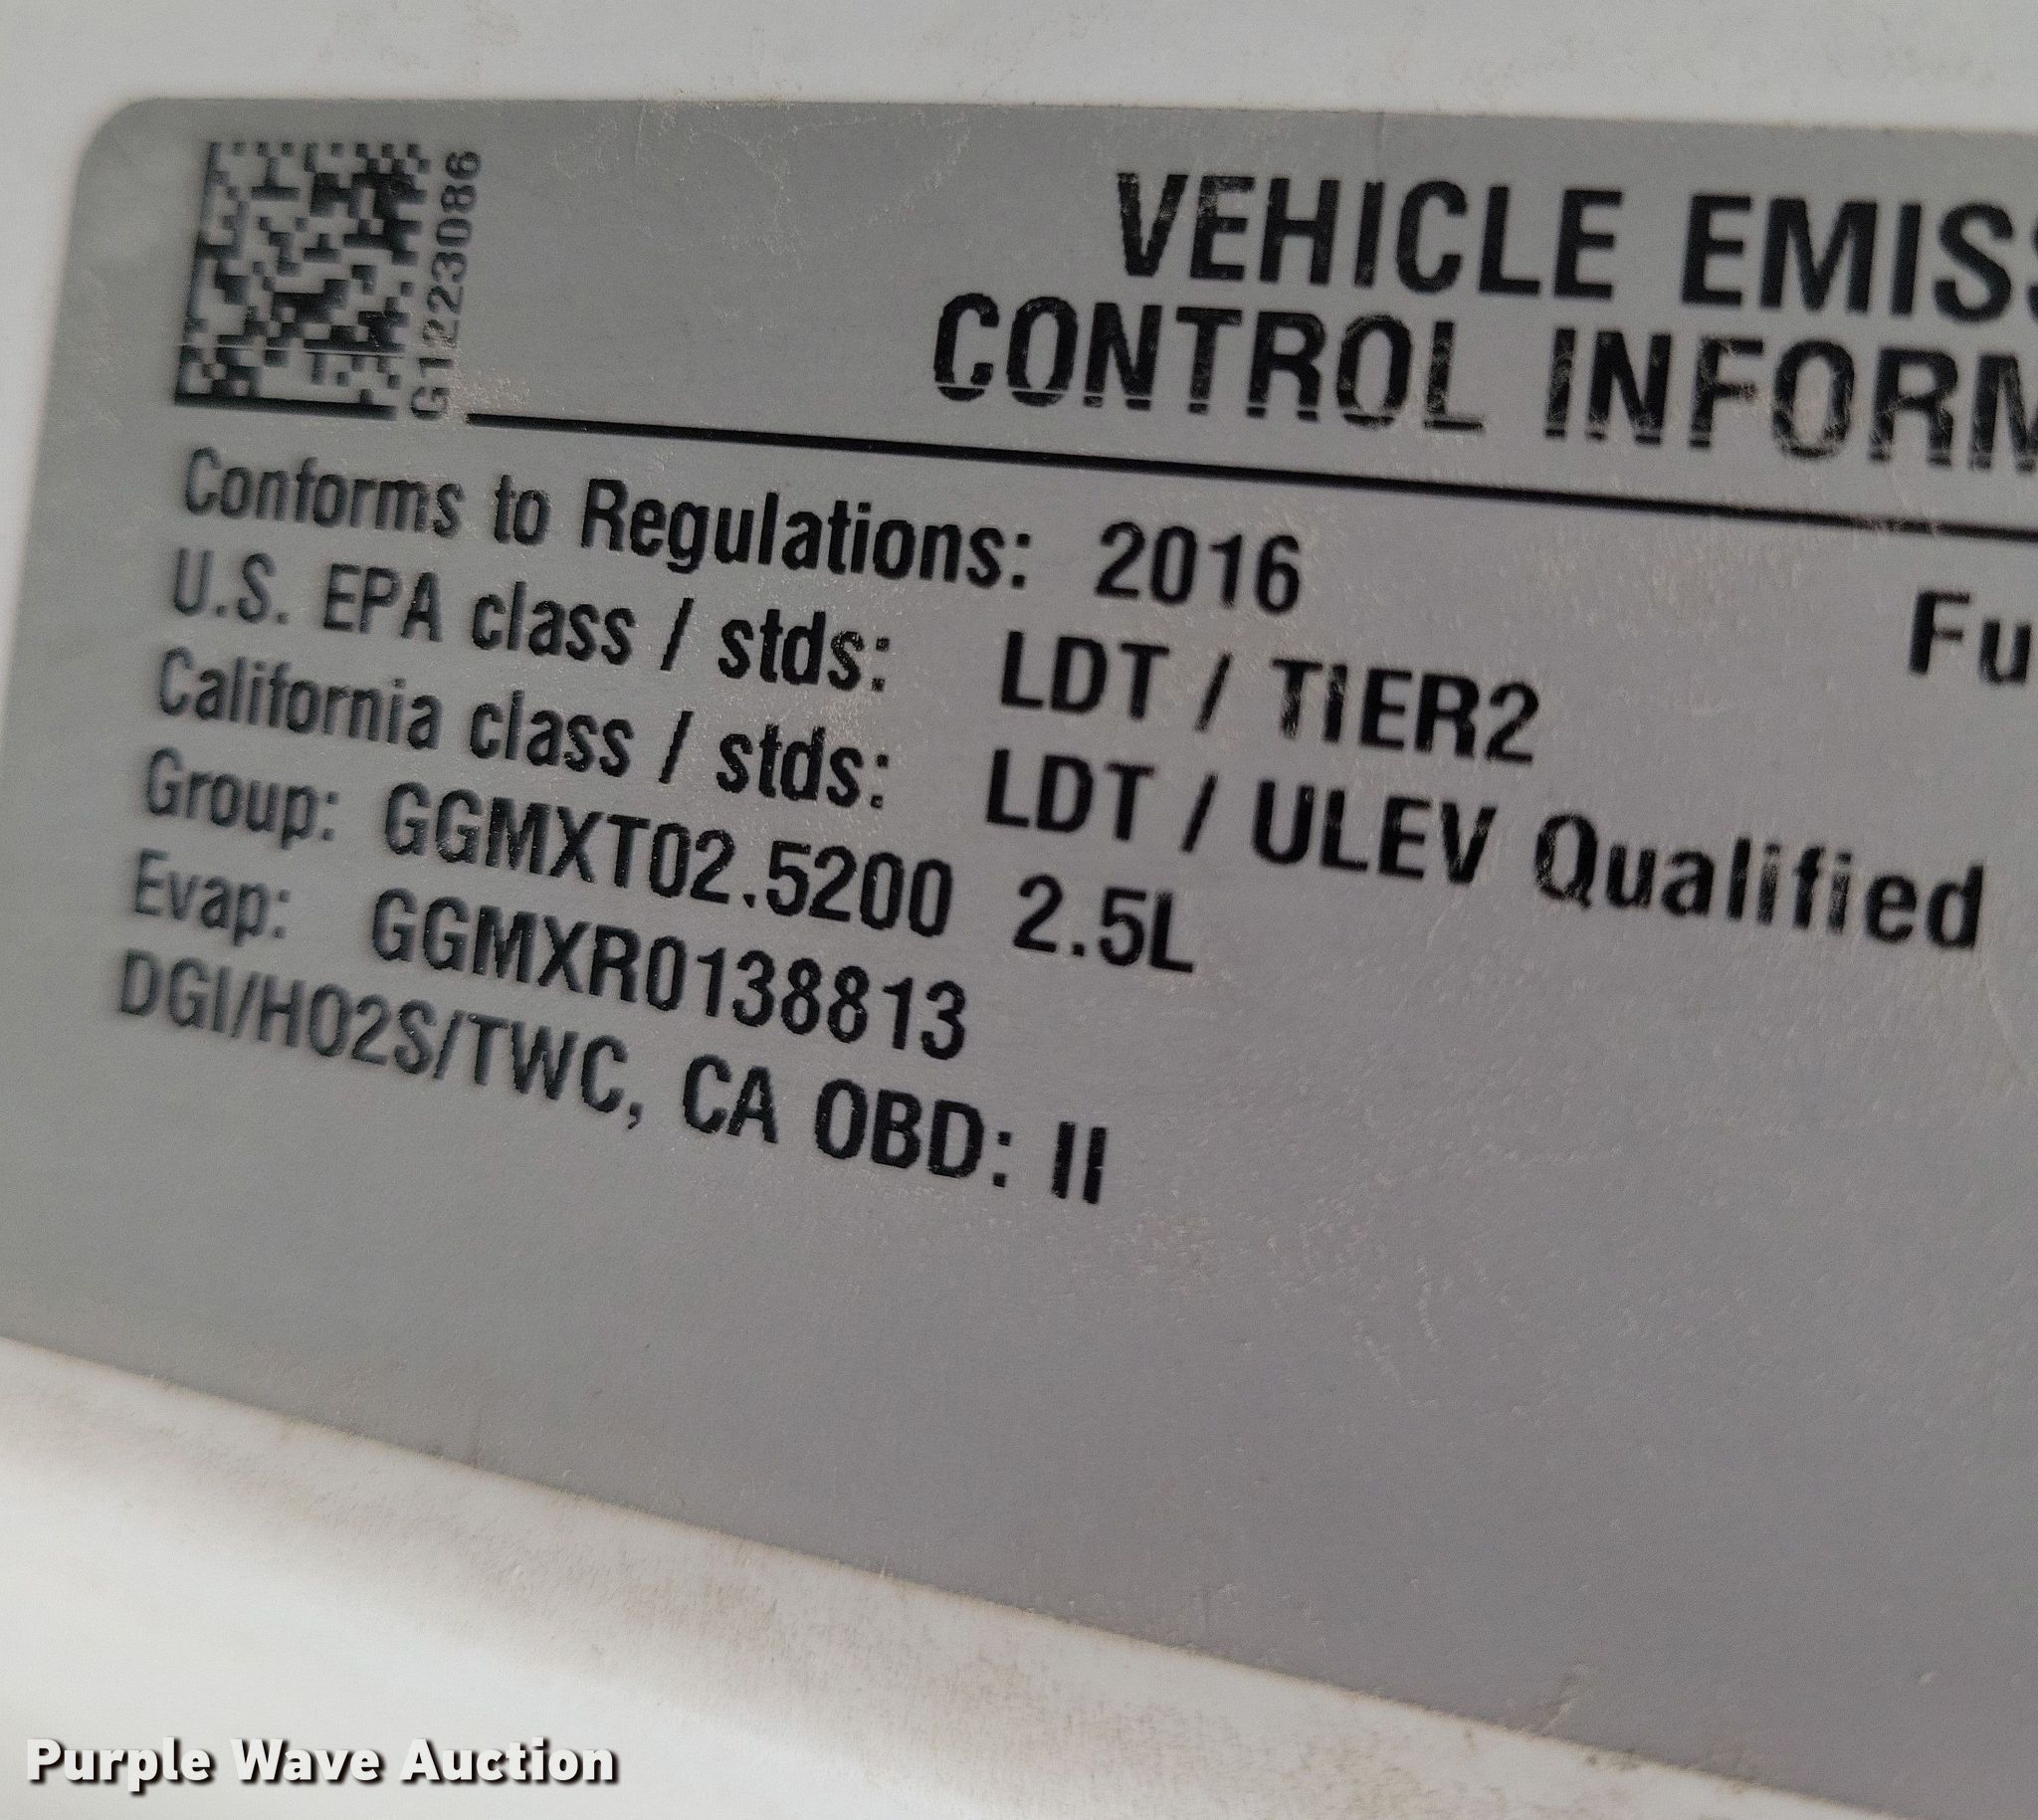 G12230086
VEHICLE EMISS
CONTROL INFORM
Conforms to Regulations: 2016
Fu
U.S. EPA class / stds: LDT / TIER2
California class / stds: LDT / ULEV Qualified
Group: GGMXT02.5200 2.5L
Evap: GGMXR0138813
DGI/HO2S/TWC, CA OBD: II
Purple Wave Auction